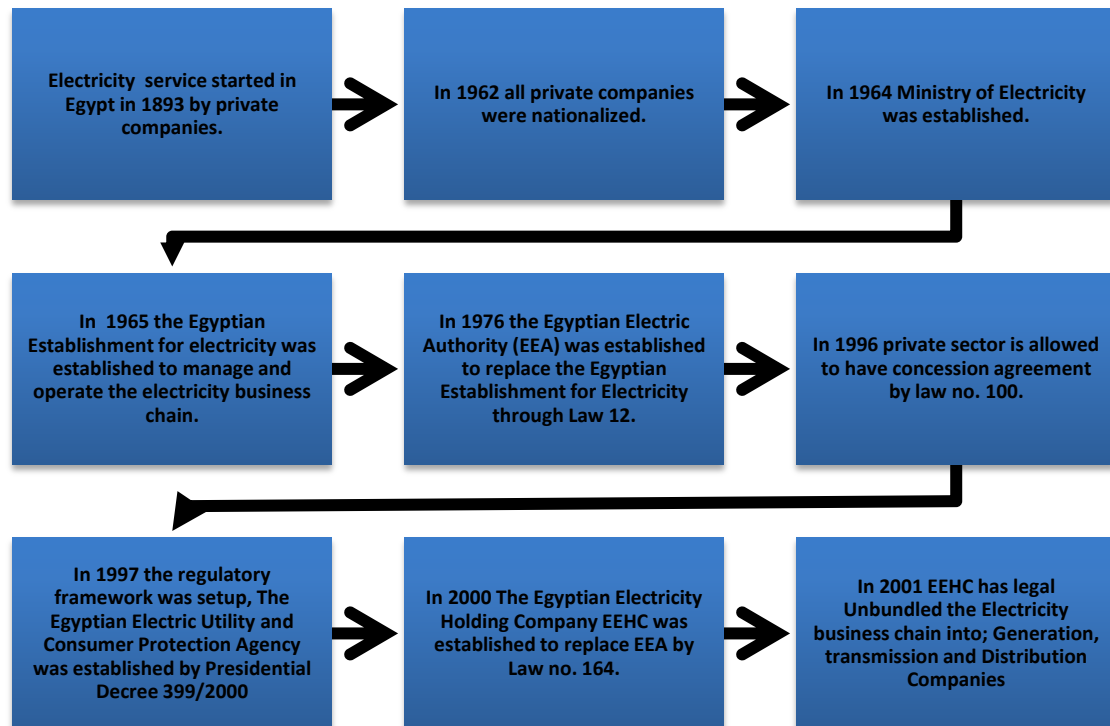 Electricity service started in
Egypt in 1893 by private
companies.
In 1962 all private companies
were nationalized.
In 1964 Ministry of Electricity
was established.
In 1965 the Egyptian
Establishment for electricity was
established to manage and
operate the electricity business
chain.
In 1976 the Egyptian Electric
Authority (EEA) was established
to replace the Egyptian
Establishment for Electricity
through Law 12.
In 1996 private sector is allowed
to have concession agreement
by law no. 100.
In 1997 the regulatory
framework was setup, The
Egyptian Electric Utility and
Consumer Protection Agency
was established by Presidential
Decree 399/2000
In 2000 The Egyptian Electricity
Holding Company EEHC was
established to replace EEA by
Law no. 164.
In 2001 EEHC has legal
Unbundled the Electricity
business chain into; Generation,
transmission and Distribution
Companies